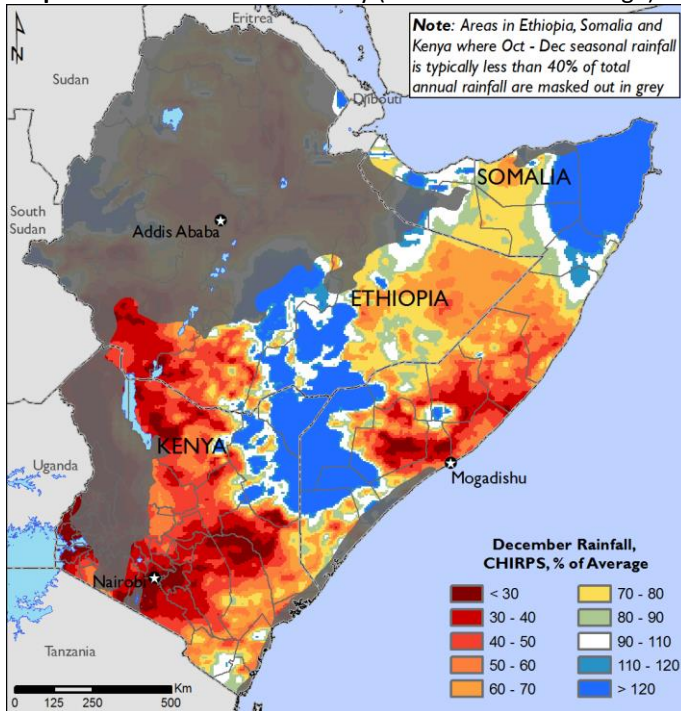 Note: Areas in Ethiopia, Somalia and
Kenya where Oct - Dec seasonal rainfall
is typically less than 40% of total
annual rainfall are masked out in grey
N
Eritrea
Sudan
Djibouti
SOMALIA
South
Sudan
Addis Ababa
ETHIOPIA
KENYA
Uganda
Mogadishu
Nairobi
Tanzania
December Rainfall,
CHIRPS, % of Average
< 30
30 - 40
40 - 50
50 - 60
60 - 70
70 - 80
80 - 90
90 - 110
110 - 120
> 120
Km
0 125 250 500